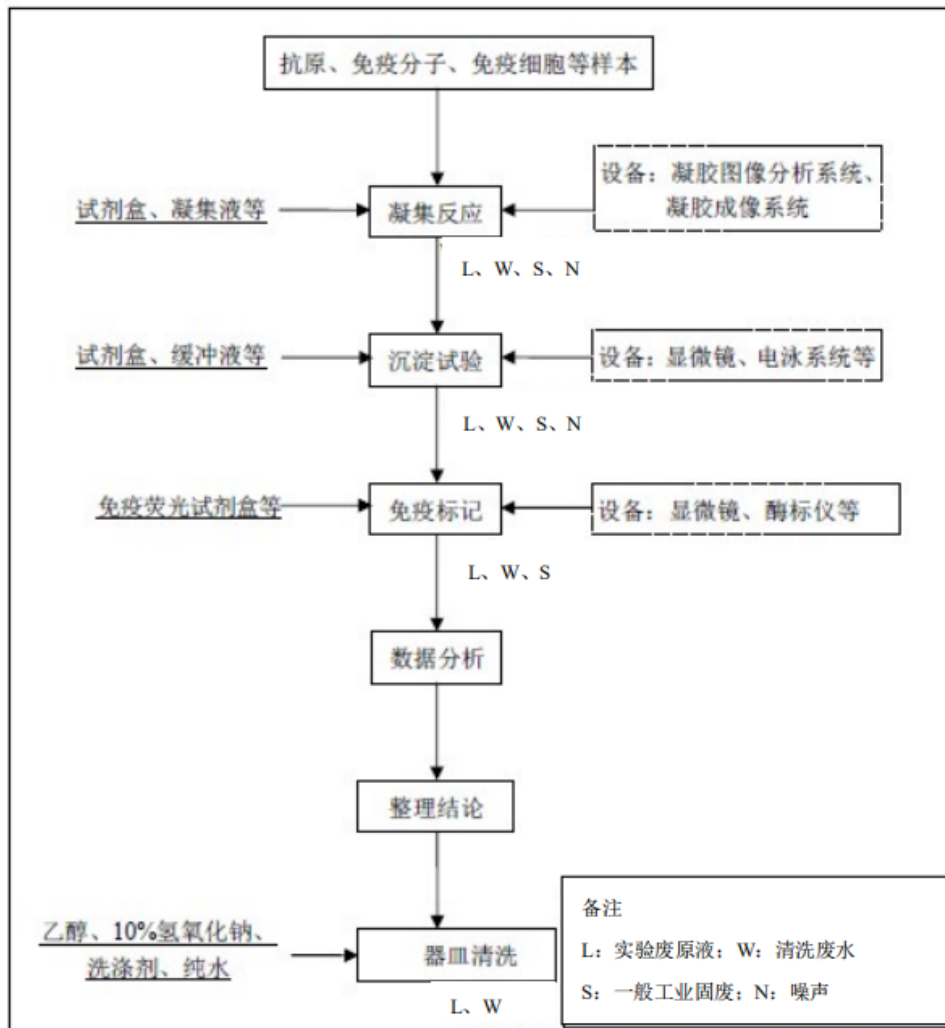 抗原、免疫分子、免疫细胞等样本
试剂盒、凝集液等
凝集反应
设备：凝胶图像分析系统、
凝胶成像系统
L、W、S、N
试剂盒、缓冲液等
沉淀试验
设备：显微镜、电泳系统等
L、W、S、N
免疫荧光试剂盒等
免疫标记
设备：显微镜、酶标仪等
L、W、S
数据分析
整理结论
乙醇、10%氢氧化钠、
洗涤剂、纯水
器皿清洗
L、W
备注
L：实验废原液；W：清洗废水
S：一般工业固废；N：噪声